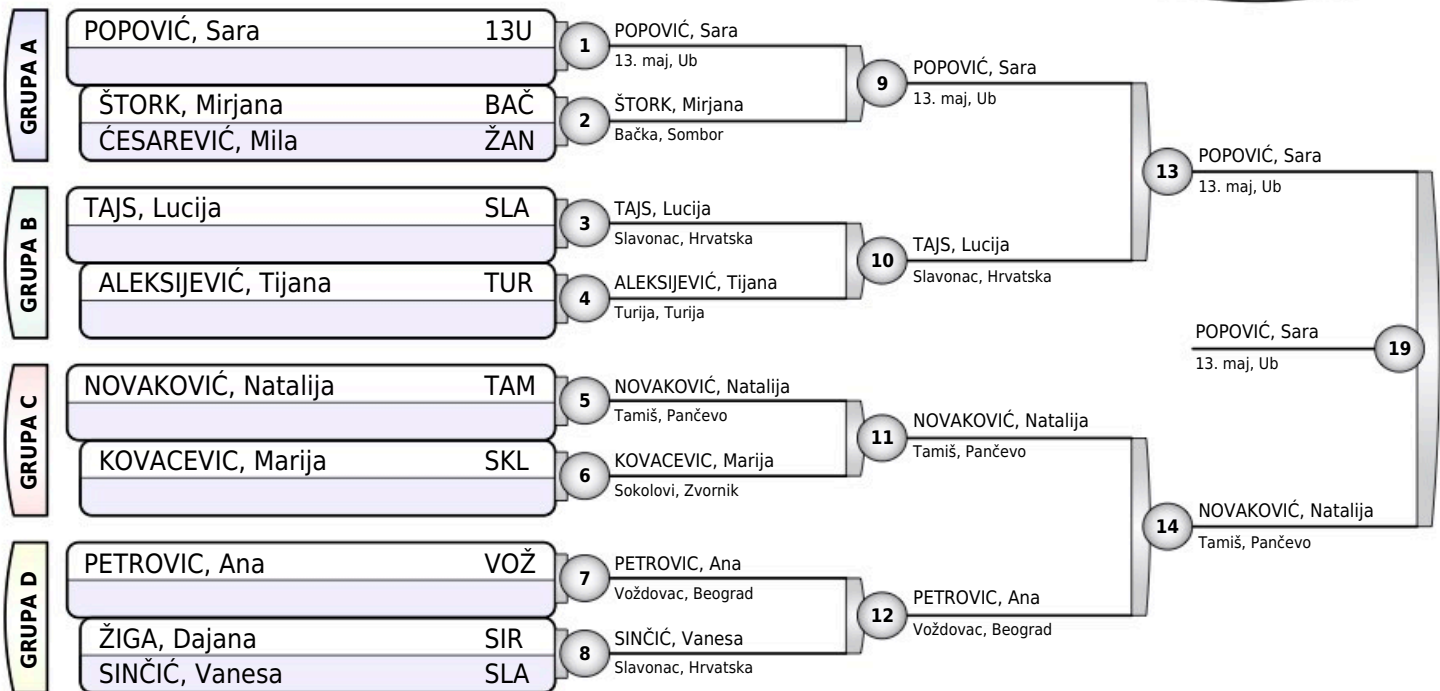 GRUPA A
POPOVIĆ, Sara 13U
ŠTORK, Mirjana BAČ
ĆESAREVIĆ, Mila ŽAN
GRUPA B
TAJS, Lucija SLA
ALEKSIJEVIĆ, Tijana TUR
GRUPA C
NOVAKOVIĆ, Natalija TAM
KOVACEVIC, Marija SKL
GRUPA D
PETROVIC, Ana VOŽ
ŽIGA, Dajana SIR
SINČIĆ, Vanesa SLA
1
POPOVIĆ, Sara
13. maj, Ub
2
ŠTORK, Mirjana
Bačka, Sombor
3
TAJS, Lucija
Slavonac, Hrvatska
4
ALEKSIJEVIĆ, Tijana
Turija, Turija
5
NOVAKOVIĆ, Natalija
Tamiš, Pančevo
6
KOVACEVIC, Marija
Sokolovi, Zvornik
7
PETROVIC, Ana
Voždovac, Beograd
8
SINČIĆ, Vanesa
Slavonac, Hrvatska
9
POPOVIĆ, Sara
13. maj, Ub
10
TAJS, Lucija
Slavonac, Hrvatska
11
NOVAKOVIĆ, Natalija
Tamiš, Pančevo
12
PETROVIC, Ana
Voždovac, Beograd
13
POPOVIĆ, Sara
13. maj, Ub
14
NOVAKOVIĆ, Natalija
Tamiš, Pančevo
POPOVIĆ, Sara
13. maj, Ub
19